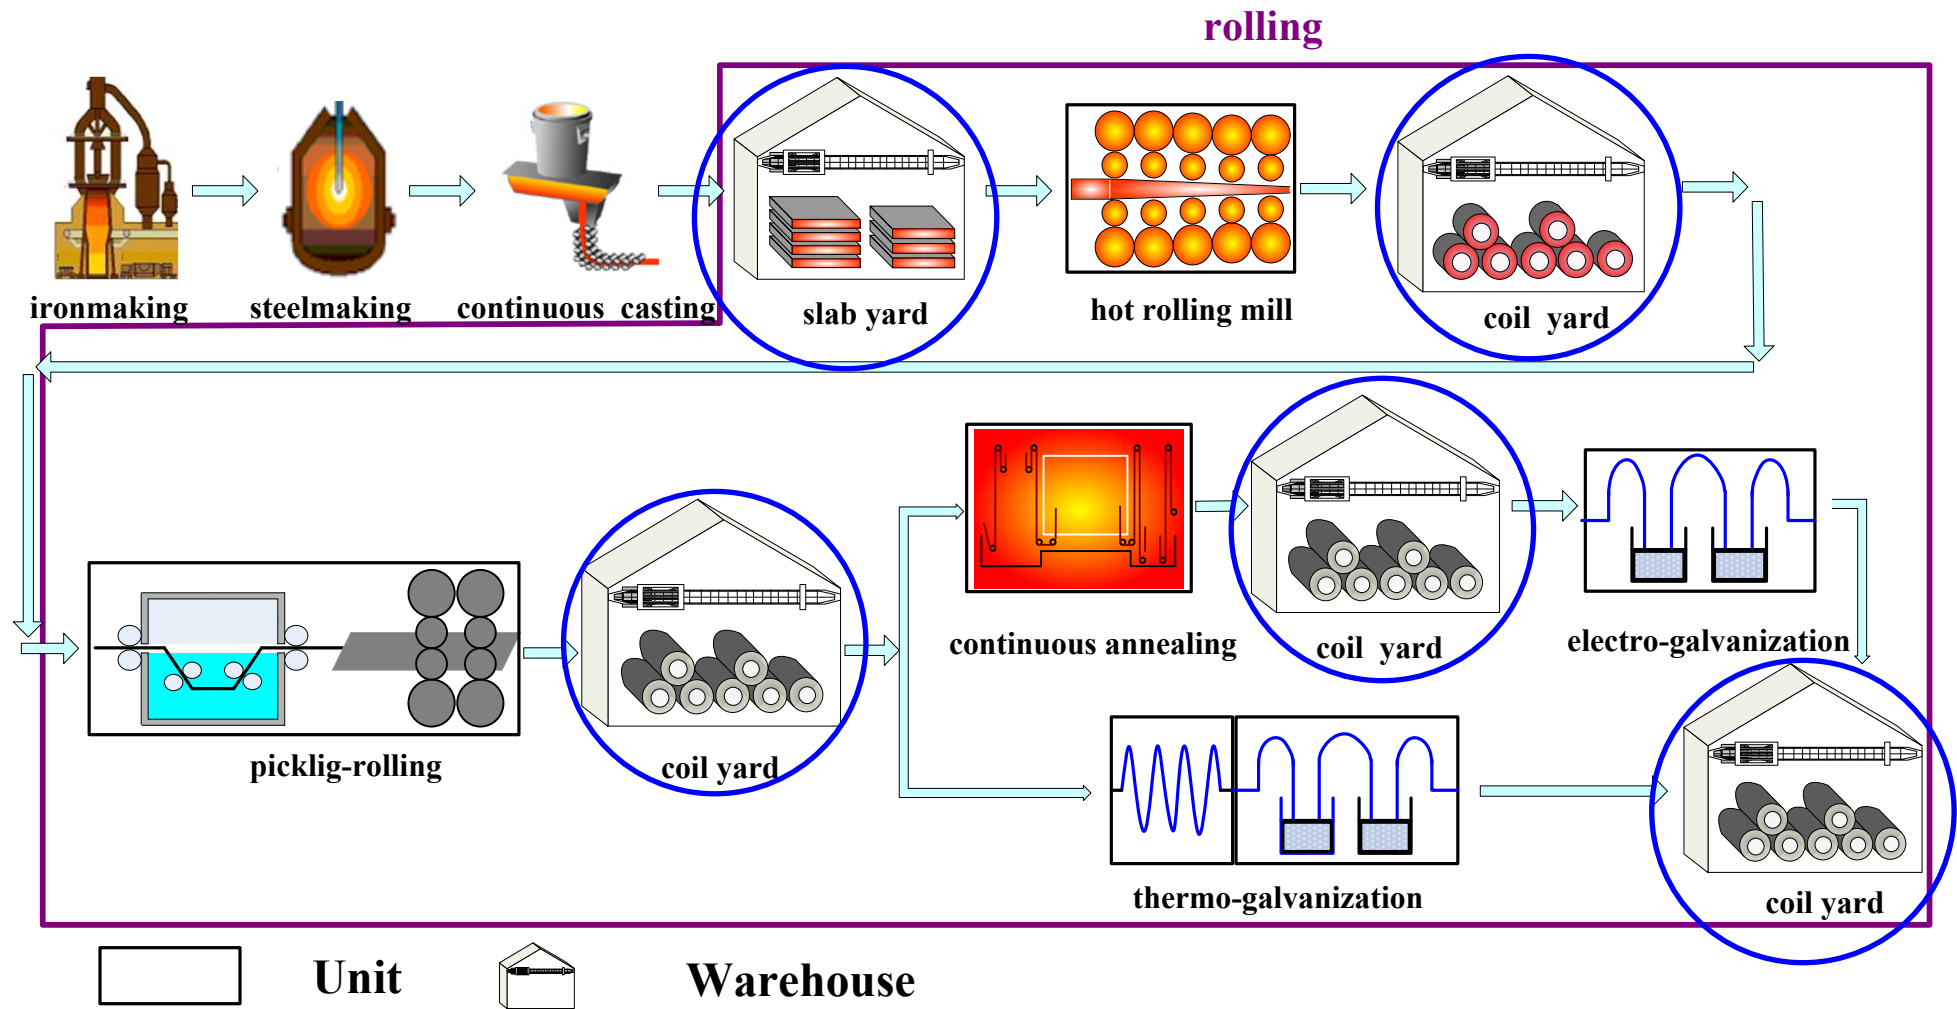 rolling
ironmaking
steelmaking
continuous casting
slab yard
hot rolling mill
coil yard
continuous annealing
coil yard
electro-galvanization
picklig-rolling
coil yard
thermo-galvanization
coil yard
Unit
Warehouse